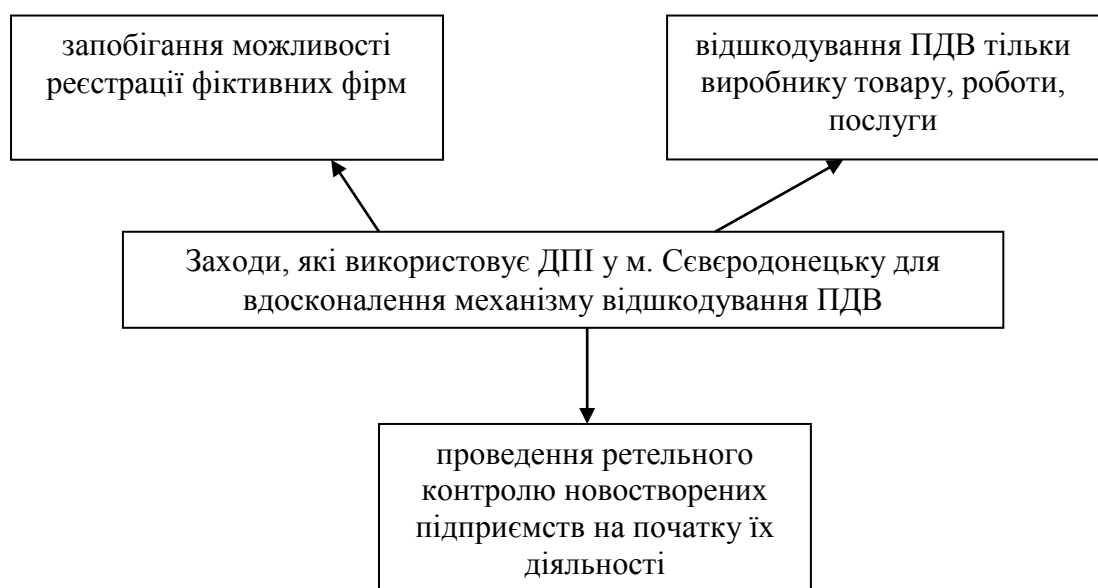 запобігання можливості
реєстрації фіктивних фірм
відшкодування ПДВ тільки
виробнику товару, роботи,
послуги
Заходи, які використовує ДПІ у м. Сєвєродонецьку для
вдосконалення механізму відшкодування ПДВ
проведення ретельного
контролю новостворених
підприємств на початку їх
діяльності